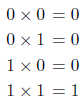 0 × 0 = 0
0 × 1 = 0
1 × 0 = 0
1 × 1 = 1